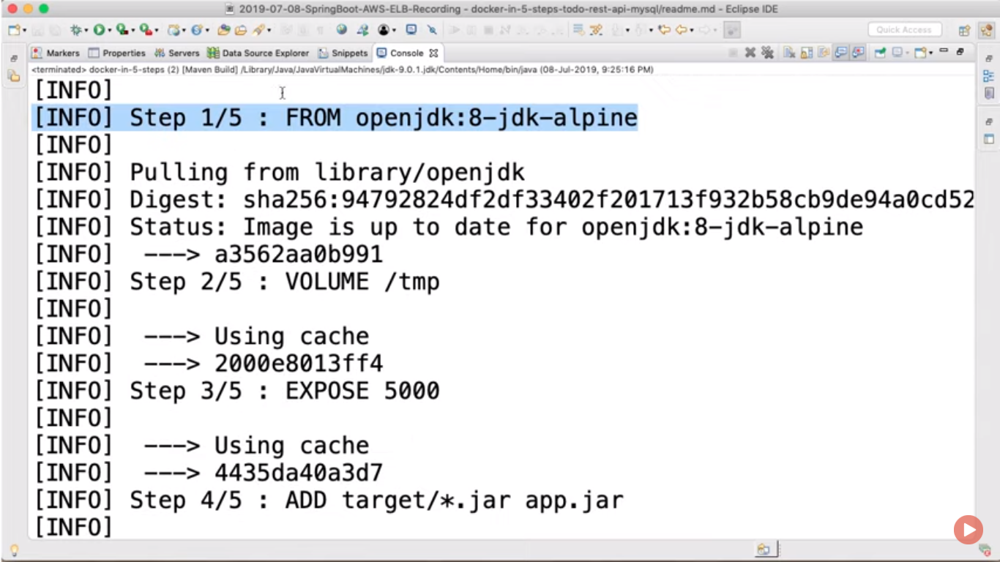 2019-07-08-SpringBoot-AWS-ELB-Recording - docker-in-5-steps-todo-rest-api-mysql/readme.md - Eclipse IDE
Quick Access
Markers Properties Servers Data Source Explorer Snippets Console
<terminated> docker-in-5-steps (2) [Maven Build] /Library/Java/JavaVirtualMachines/jdk-9.0.1.jdk/Contents/Home/bin/java (08-Jul-2019, 9:25:16 PM)
[INFO]
[INFO] Step 1/5 : FROM openjdk:8-jdk-alpine
[INFO]
[INFO] Pulling from library/openjdk
[INFO] Digest: sha256:94792824df2df33402f201713f932b58cb9de94a0cd52
[INFO] Status: Image is up to date for openjdk:8-jdk-alpine
[INFO]  ---> a3562aa0b991
[INFO] Step 2/5 : VOLUME /tmp
[INFO]
[INFO]  ---> Using cache
[INFO]  ---> 2000e8013ff4
[INFO] Step 3/5 : EXPOSE 5000
[INFO]
[INFO]  ---> Using cache
[INFO]  ---> 4435da40a3d7
[INFO] Step 4/5 : ADD target/*.jar app.jar
[INFO]